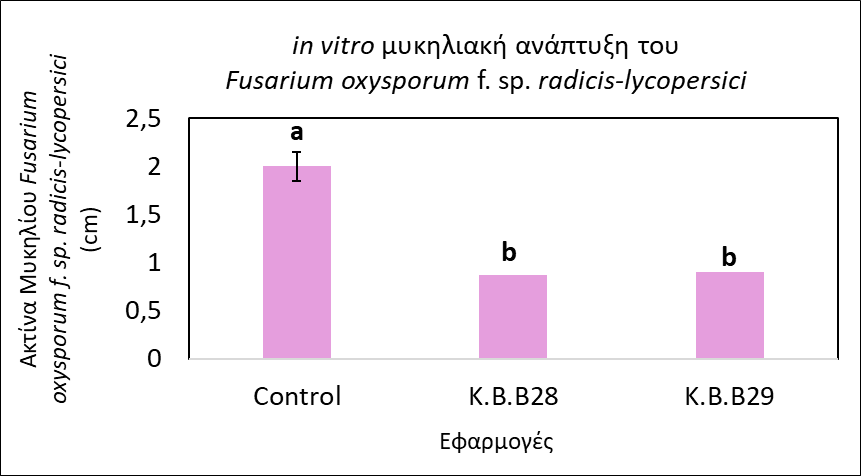 in vitro μυκηλιακή ανάπτυξη του
Fusarium oxysporum f. sp. radicis-lycopersici
Ακτίνα Μυκηλίου Fusarium
oxysporum f. sp. radicis-lycopersici
(cm)
2,5
2
1,5
1
0,5
0
a
b
b
Control
K.B.B28
K.B.B29
Εφαρμογές